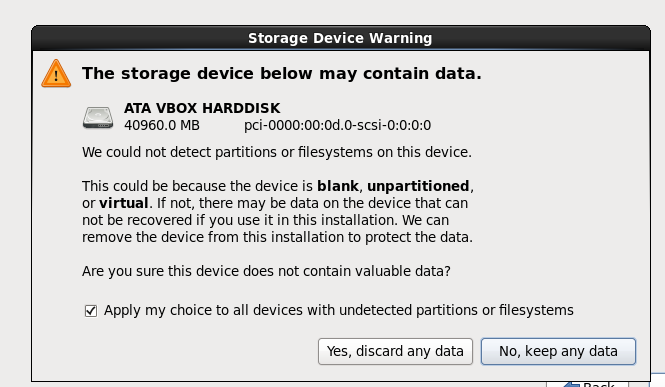 Storage Device Warning
The storage device below may contain data.
ATA VBOX HARDDISK
40960.0 MB pci-0000:00:0d.0-scsi-0:0:0:0
We could not detect partitions or filesystems on this device.
This could be because the device is blank, unpartitioned,
or virtual. If not, there may be data on the device that can
not be recovered if you use it in this installation. We can
remove the device from this installation to protect the data.
Are you sure this device does not contain valuable data?
Apply my choice to all devices with undetected partitions or filesystems
Yes, discard any data No, keep any data
Back